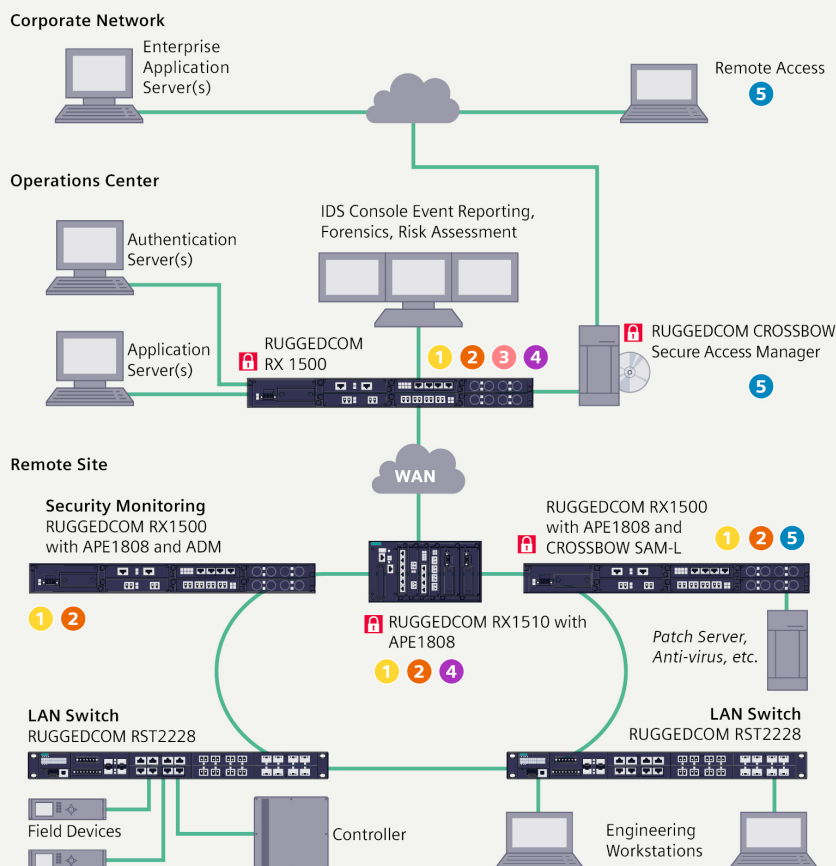 Corporate Network
Enterprise
Application
Server(s)
Remote Access
5
Operations Center
IDS Console Event Reporting,
Forensics, Risk Assessment
Authentication
Server(s)
RUGGEDCOM CROSSBOW
Secure Access Manager
5
Application
Server(s)
RUGGEDCOM
RX 1500
1 2 3 4
Remote Site
WAN
Security Monitoring
RUGGEDCOM RX1500
with APE1808 and ADM
1 2
RUGGEDCOM RX1500
with APE1808 and
CROSSBOW SAM-L
1 2 5
RUGGEDCOM RX1510 with
APE1808
1 2 4
Patch Server,
Anti-virus, etc.
LAN Switch
RUGGEDCOM RST2228
LAN Switch
RUGGEDCOM RST2228
Field Devices
Controller
Engineering
Workstations